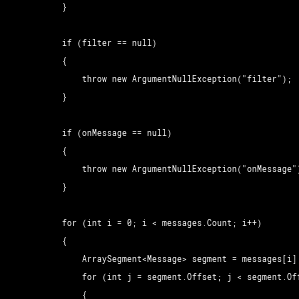 }
if (filter == null)
{
throw new ArgumentNullException("filter");
}
if (onMessage == null)
{
throw new ArgumentNullException("onMessage"
}
for (int i = 0; i < messages.Count; i++)
{
ArraySegment<Message> segment = messages[i]
for (int j = segment.Offset; j < segment.Off
{